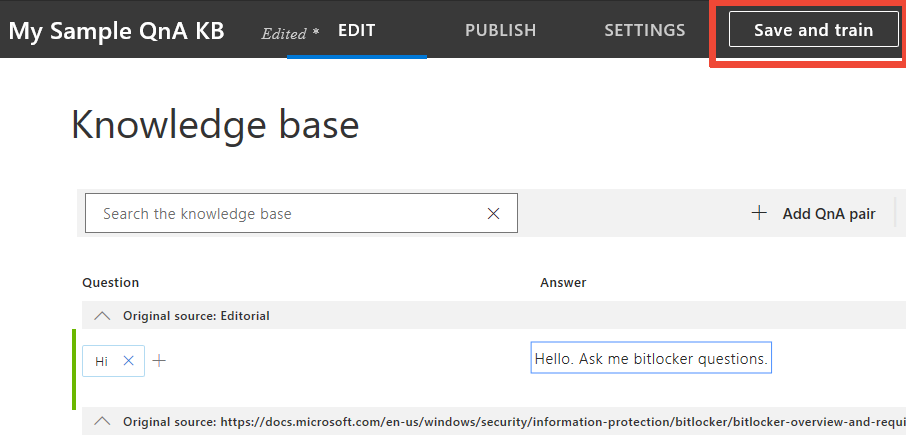 My Sample QnA KB Edited * EDIT PUBLISH SETTINGS Save and train
Knowledge base
Search the knowledge base
Add QnA pair
Question Answer
Original source: Editorial
Hi
Hello. Ask me bitlocker questions.
Original source: https://docs.microsoft.com/en-us/windows/security/information-protection/bitlocker/bitlocker-overview-and-requi